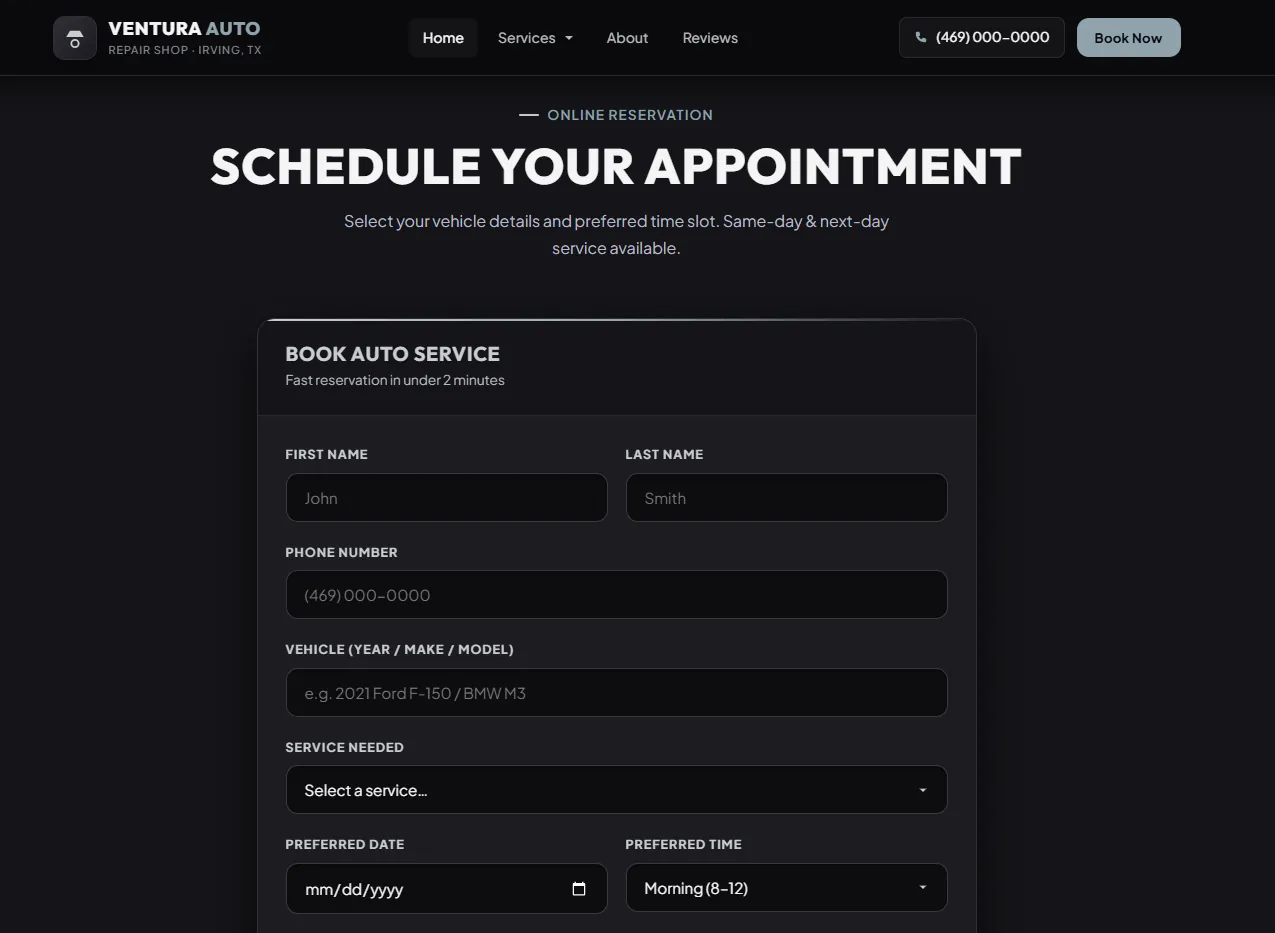 VENTURA AUTO
REPAIR SHOP · IRVING, TX
Home
Services
About
Reviews
(469) 000-0000
Book Now
ONLINE RESERVATION
SCHEDULE YOUR APPOINTMENT
Select your vehicle details and preferred time slot. Same-day & next-day
service available.
BOOK AUTO SERVICE
Fast reservation in under 2 minutes
FIRST NAME
LAST NAME
John
Smith
PHONE NUMBER
(469) 000-0000
VEHICLE (YEAR / MAKE / MODEL)
e.g. 2021 Ford F-150 / BMW M3
SERVICE NEEDED
Select a service...
PREFERRED DATE
PREFERRED TIME
mm/dd/yyyy
Morning (8-12)